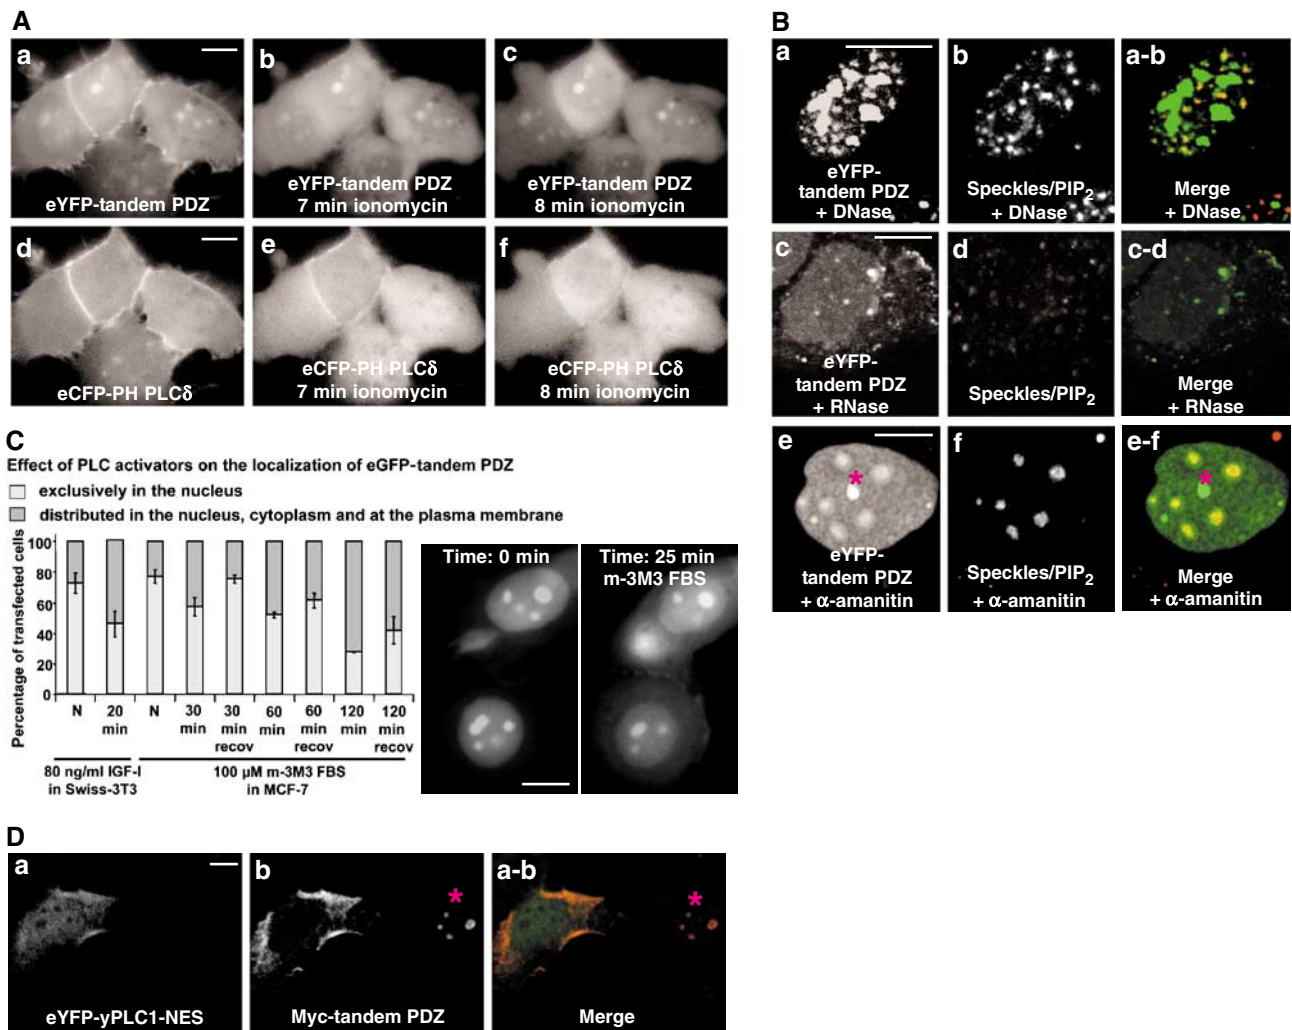 A
a
b
c
eYFP-tandem PDZ
eYFP-tandem PDZ
7 min ionomycin
eYFP-tandem PDZ
8 min ionomycin
d
e
f
eCFP-PH PLCδ
eCFP-PH PLCδ
7 min ionomycin
eCFP-PH PLCδ
8 min ionomycin
B
a
b
a-b
eYFP-
tandem PDZ
+ DNase
Speckles/PIP₂
+ DNase
Merge
+ DNase
c
d
c-d
eYFP-
tandem PDZ
+ RNase
Speckles/PIP₂
Merge
+ RNase
e
f
e-f
*
*
eYFP-
tandem PDZ
+ α-amanitin
Speckles/PIP₂
+ α-amanitin
Merge
+ α-amanitin
C
Effect of PLC activators on the localization of eGFP-tandem PDZ
exclusively in the nucleus
distributed in the nucleus, cytoplasm and at the plasma membrane
Percentage of transfected cells
100
80
60
40
20
0
N
20 min
N
30 min
30 min recov
60 min
60 min recov
120 min
120 min recov
80 ng/ml IGF-I
in Swiss-3T3
100 µM m-3M3 FBS
in MCF-7
Time: 0 min
Time: 25 min
m-3M3 FBS
D
a
b
a-b
*
*
eYFP-yPLC1-NES
Myc-tandem PDZ
Merge